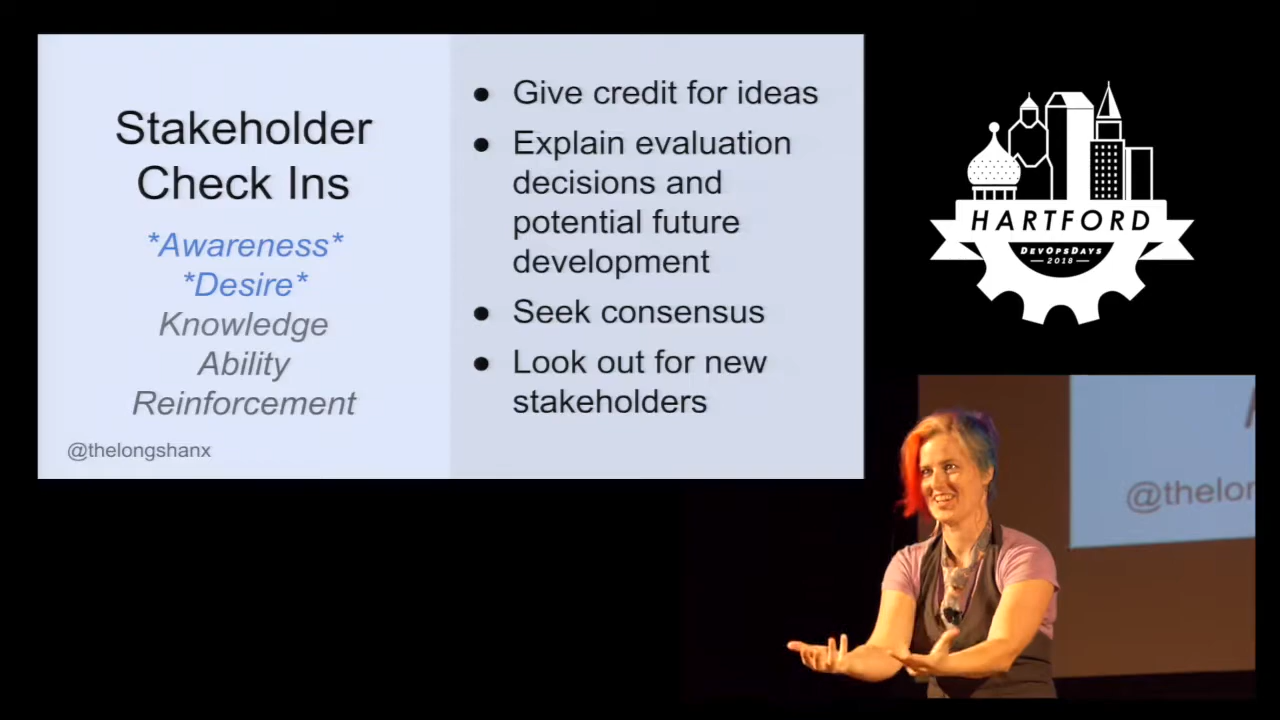 Stakeholder
Check Ins
*Awareness*
*Desire*
Knowledge
Ability
Reinforcement
@thelongshanx
● Give credit for ideas
● Explain evaluation
decisions and
potential future
development
● Seek consensus
● Look out for new
stakeholders
HARTFORD
DEVOPSDAYS
2018
@thelon